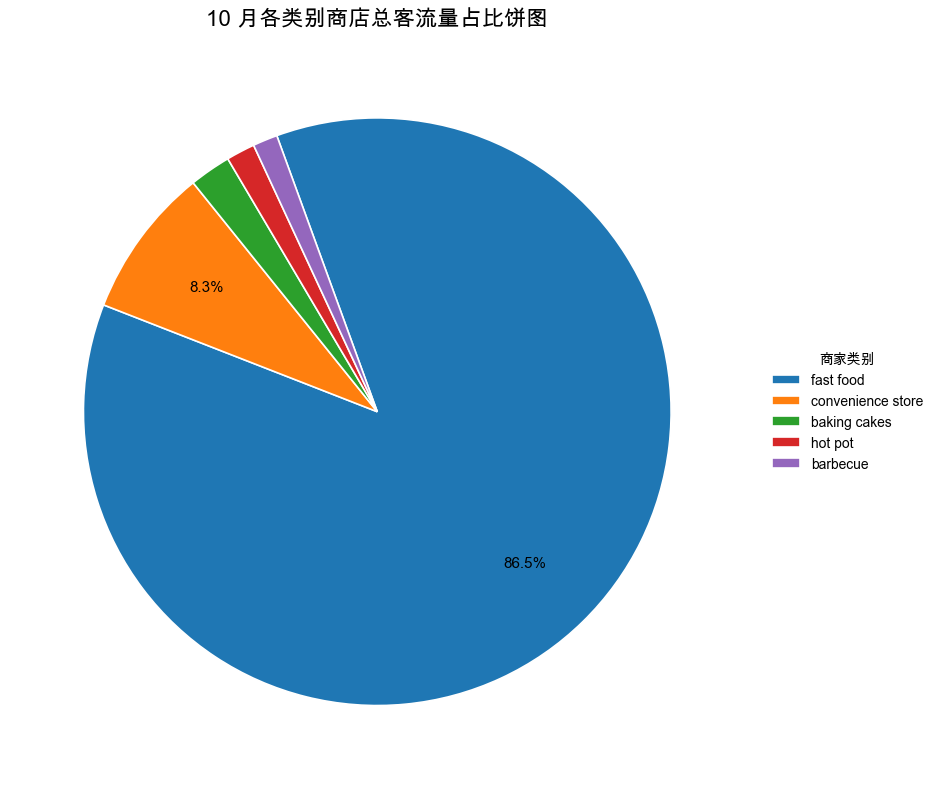 10 月各类别商店总客流量占比饼图
8.3%
86.5%
商家类别
fast food
convenience store
baking cakes
hot pot
barbecue